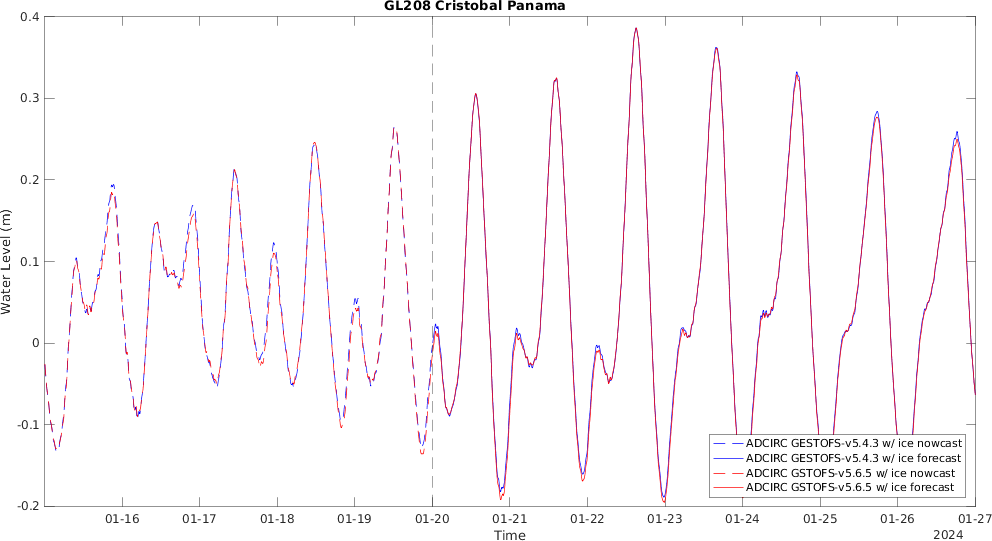 GL208 Cristobal Panama
Water Level (m)
0.4
0.3
0.2
0.1
0
-0.1
-0.2
ADCIRC GESTOFS-v5.4.3 w/ ice nowcast
ADCIRC GESTOFS-v5.4.3 w/ ice forecast
ADCIRC GSTOFS-v5.6.5 w/ ice nowcast
ADCIRC GSTOFS-v5.6.5 w/ ice forecast
01-16 01-17 01-18 01-19 01-20 01-21 01-22 01-23 01-24 01-25 01-26 01-27
Time
2024